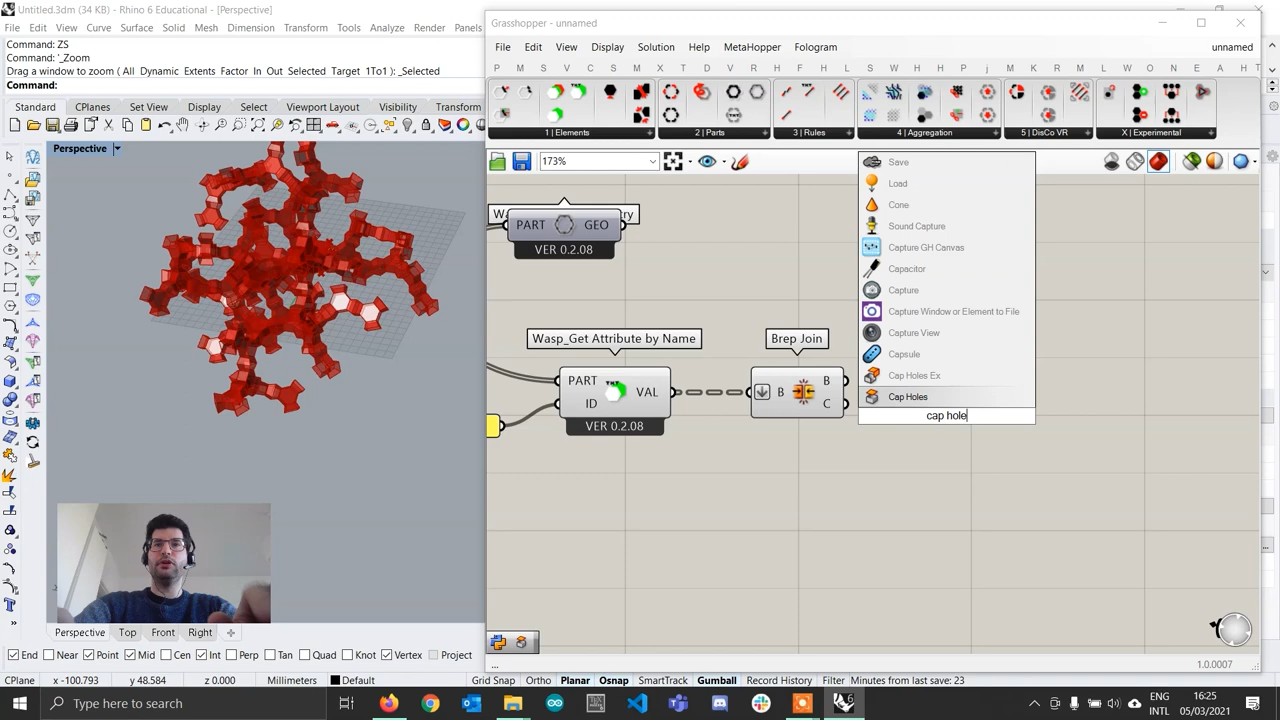 Untitled.3dm (34 KB) - Rhino 6 Educational - [Perspective]
File Edit View Curve Surface Solid Mesh Dimension Transform Tools Analyze Render Panels
Command: ZS
Command: '_Zoom
Drag a window to zoom ( All Dynamic Extents Factor In Out Selected Target 1To1 ): _Selected
Command:
Standard CPlanes Set View Display Select Viewport Layout Visibility Transform
Perspective
Grasshopper - unnamed
File Edit View Display Solution Help MetaHopper Fologram unnamed
P M S V C S I M D V R S X T J K U B W H T H F H L S W H H P j L C X E Q A H T
1 | Elements 2 | Parts 3 | Rules 4 | Aggregation 5 | DisCo VR X | Experimental
173%
PART GEO
VER 0.2.08
Wasp_Get Attribute by Name
PART VAL
ID
VER 0.2.08
Brep Join
B B
C
Save
Load
Cone
Sound Capture
Capture GH Canvas
Capacitor
Capture
Capture Window or Element to File
Capture View
Capsule
Cap Holes Ex
Cap Holes
cap hole
...
1.0.0007
Perspective Top Front Right
End Near Point Mid Cen Int Perp Tan Quad Knot Vertex Project
CPlane x -100.793 y 48.584 z 0.000 Millimeters Default Grid Snap Ortho Planar Osnap SmartTrack Gumball Record History Filter Minutes from last save: 23
Type here to search
ENG
INTL
16:25
05/03/2021